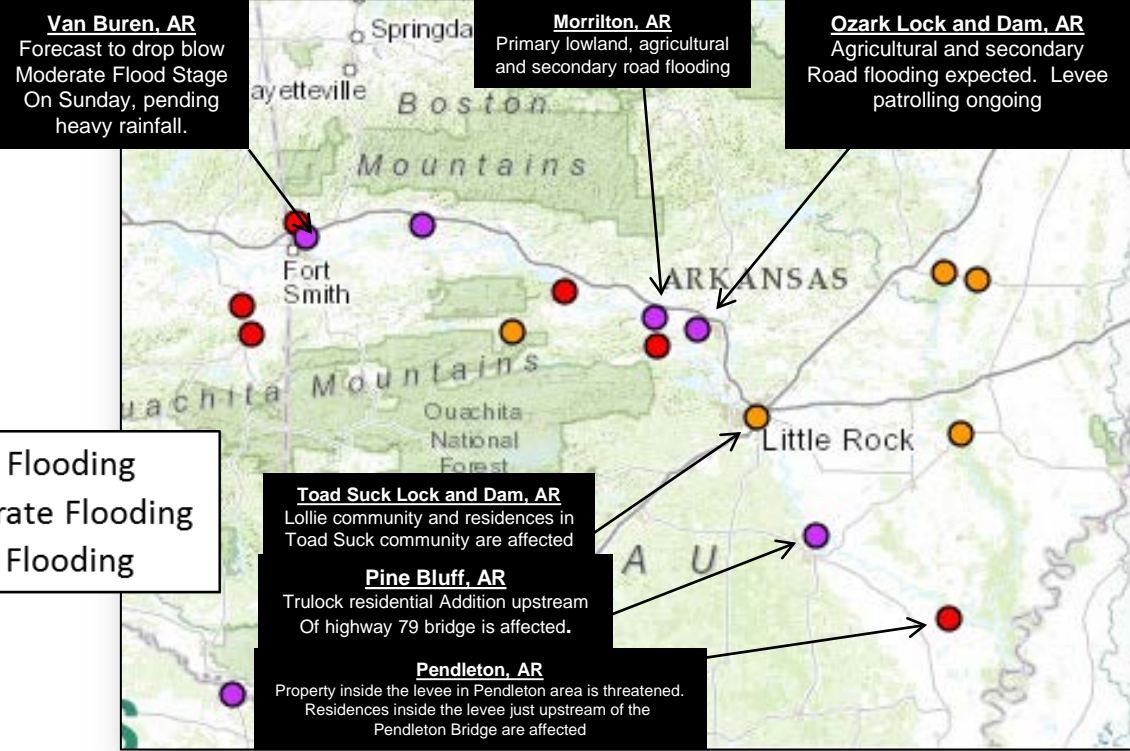 Van Buren, AR
Forecast to drop blow
Moderate Flood Stage
On Sunday, pending
heavy rainfall.
Morrilton, AR
Primary lowland, agricultural
and secondary road flooding
Ozark Lock and Dam, AR
Agricultural and secondary
Road flooding expected. Levee
patrolling ongoing
Springda
ayetteville
Boston
Mountains
Fort
Smith
ARKANSAS
uachita Mountains
Ouachita
National
Forest
Little Rock
Flooding
rate Flooding
Flooding
Toad Suck Lock and Dam, AR
Lollie community and residences in
Toad Suck community are affected
A U
Pine Bluff, AR
Trulock residential Addition upstream
Of highway 79 bridge is affected.
Pendleton, AR
Property inside the levee in Pendleton area is threatened.
Residences inside the levee just upstream of the
Pendleton Bridge are affected
S